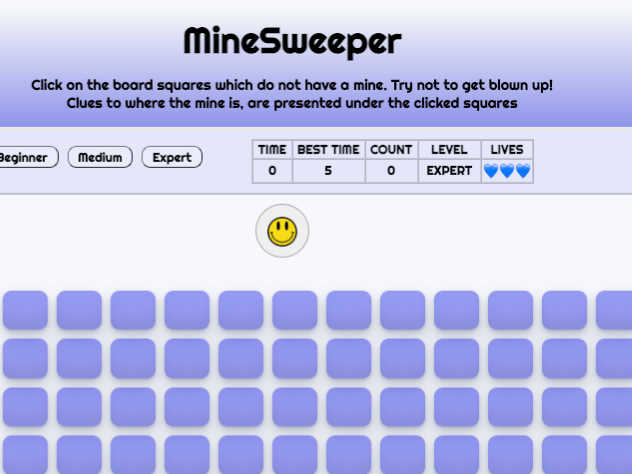 MineSweeper
Click on the board squares which do not have a mine. Try not to get blown up!
Clues to where the mine is, are presented under the clicked squares
Beginner Medium Expert
TIME BEST TIME COUNT LEVEL LIVES
0 5 0 EXPERT 💙💙💙